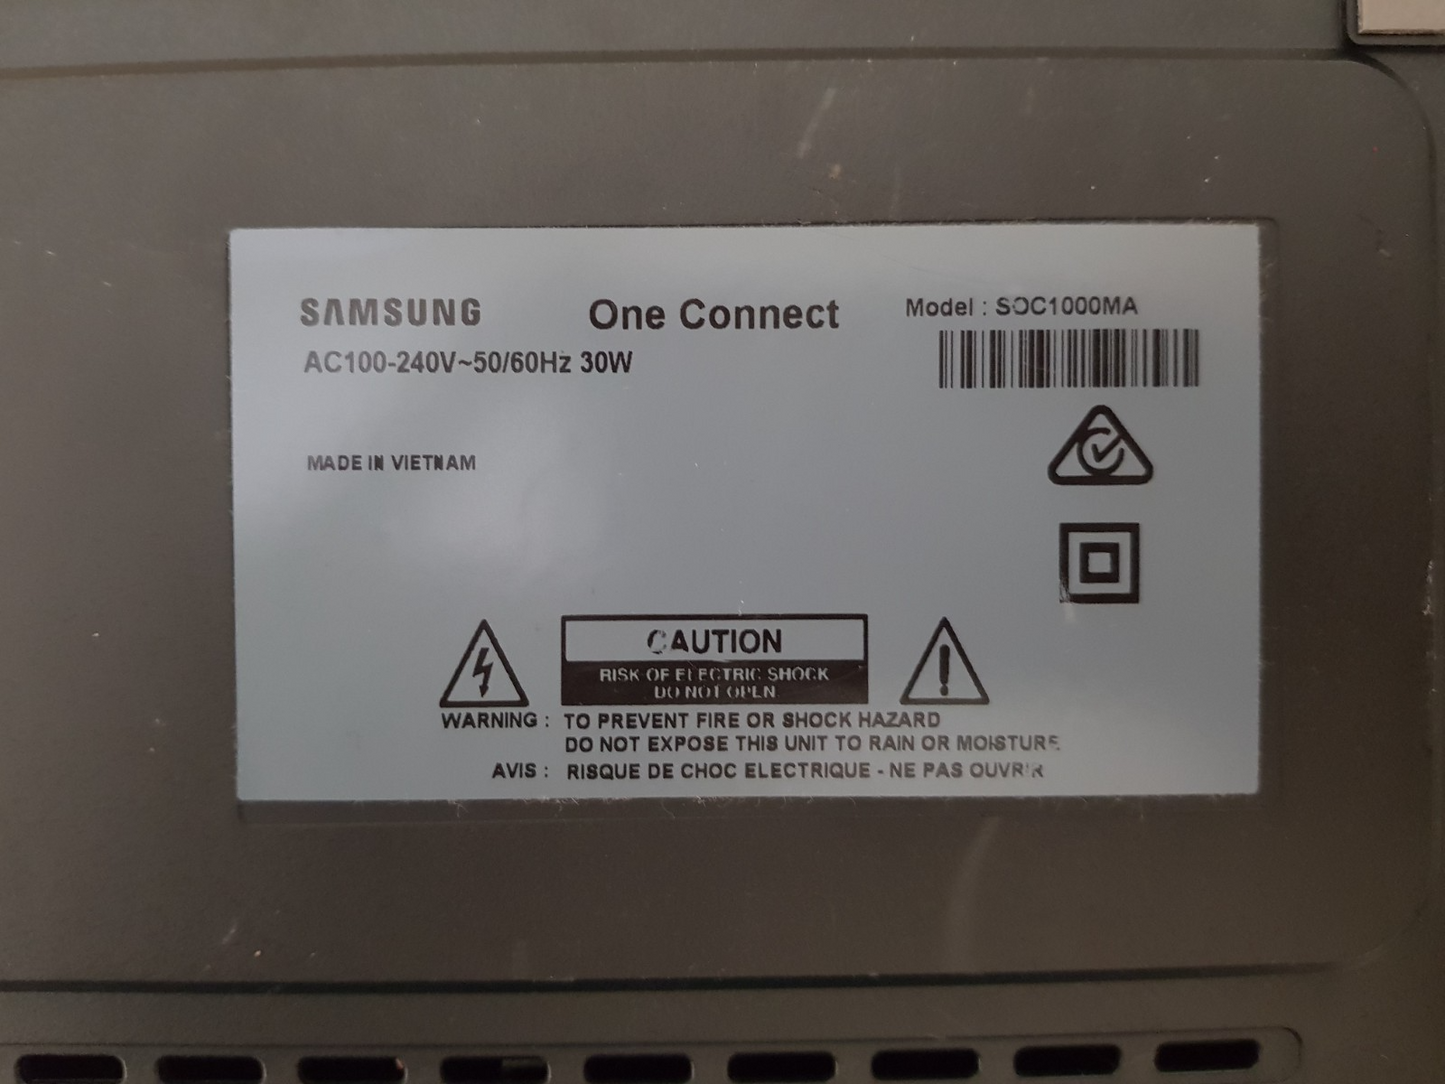 SAMSUNG One Connect Model : SOC1000MA
AC100-240V~50/60Hz 30W
MADE IN VIETNAM
CAUTION
RISK OF ELECTRIC SHOCK
DO NOT OPEN
WARNING : TO PREVENT FIRE OR SHOCK HAZARD
DO NOT EXPOSE THIS UNIT TO RAIN OR MOISTURE
AVIS : RISQUE DE CHOC ELECTRIQUE - NE PAS OUVRIR